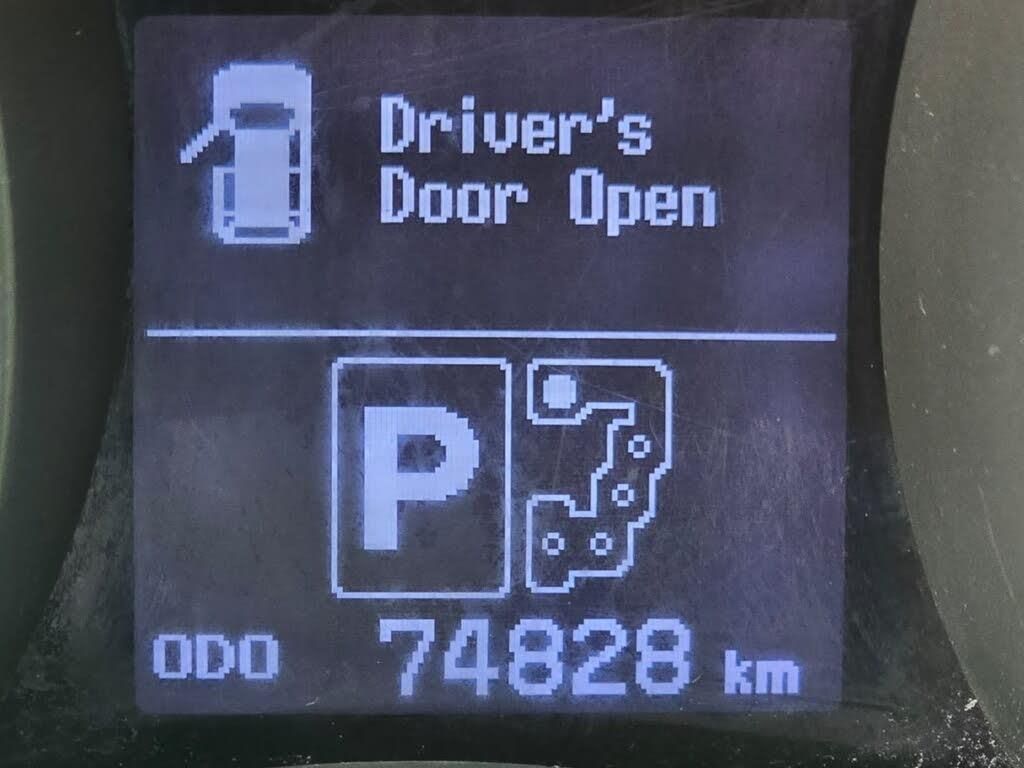 Driver's
Door Open
P
ODO 74828 km